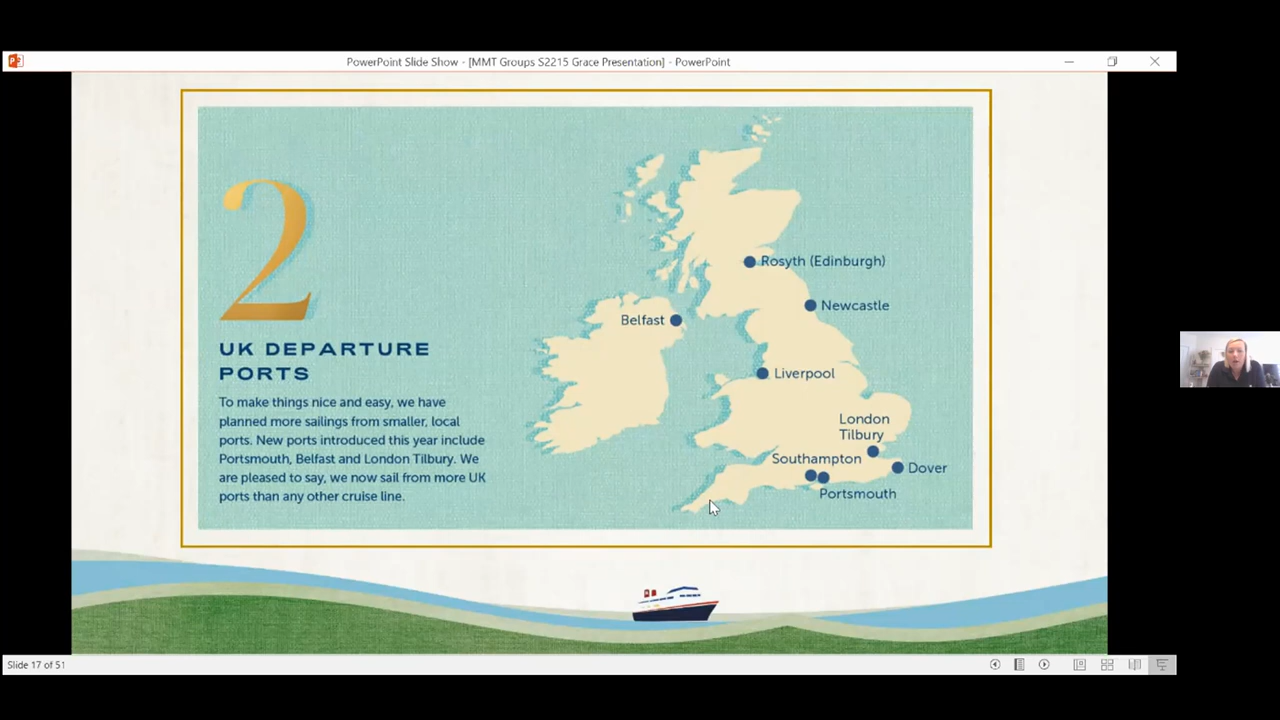 PowerPoint Slide Show - [MMT Groups S2215 Grace Presentation] - PowerPoint
2
UK DEPARTURE
PORTS
To make things nice and easy, we have
planned more sailings from smaller, local
ports. New ports introduced this year include
Portsmouth, Belfast and London Tilbury. We
are pleased to say, we now sail from more UK
ports than any other cruise line.
Rosyth (Edinburgh)
Newcastle
Belfast
Liverpool
London
Tilbury
Southampton
Dover
Portsmouth
Slide 17 of 51